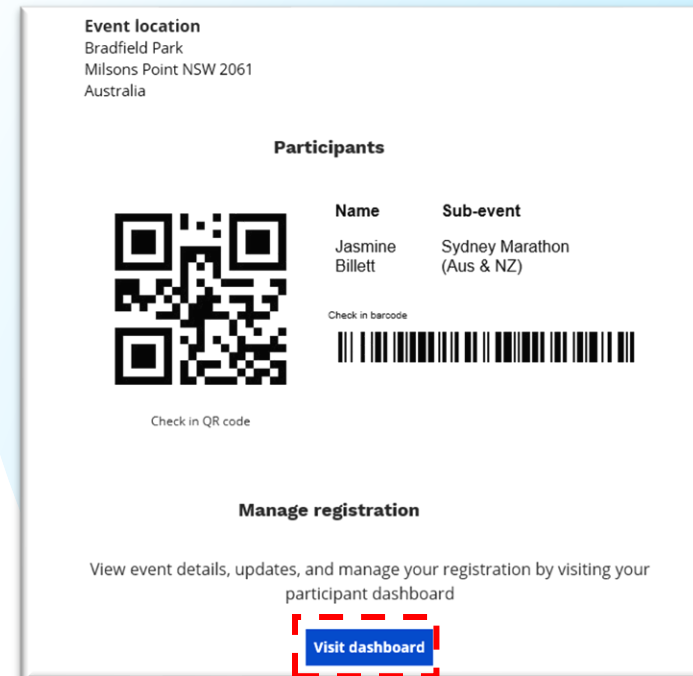 Event location
Bradfield Park
Milsons Point NSW 2061
Australia
Participants
Name Sub-event
Jasmine Sydney Marathon
Billett (Aus & NZ)
Check in barcode
Check in QR code
Manage registration
View event details, updates, and manage your registration by visiting your
participant dashboard
Visit dashboard